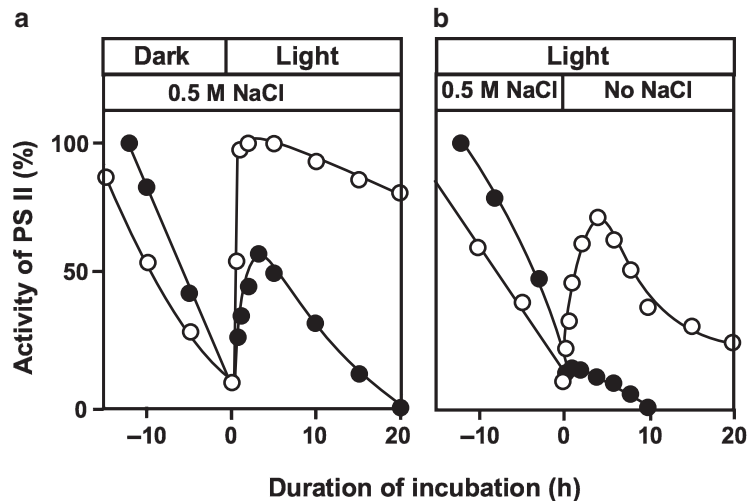 a
b
Dark
Light
0.5 M NaCl
Light
0.5 M NaCl
No NaCl
Activity of PS II (%)
100
50
0
–10
0
10
20
–10
0
10
20
Duration of incubation (h)